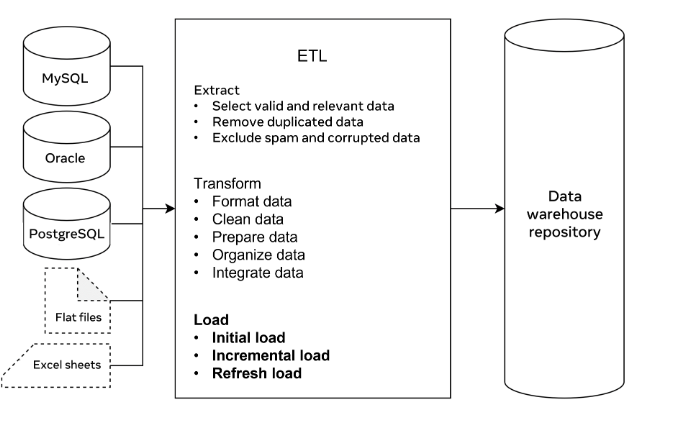 MySQL
Oracle
PostgreSQL
Flat files
Excel sheets
ETL
Extract
• Select valid and relevant data
• Remove duplicated data
• Exclude spam and corrupted data
Transform
• Format data
• Clean data
• Prepare data
• Organize data
• Integrate data
Load
• Initial load
• Incremental load
• Refresh load
Data
warehouse
repository